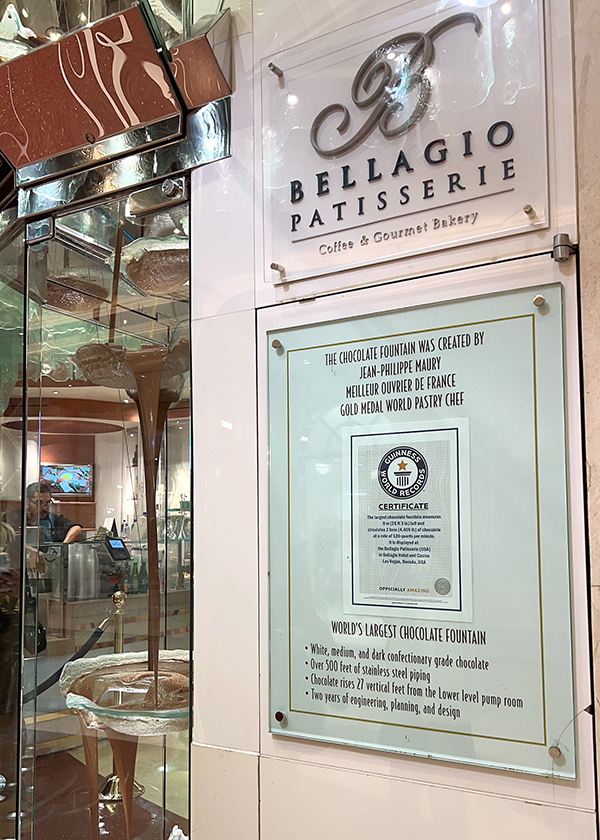 B
BELLAGIO
PATISSERIE
Coffee & Gourmet Bakery
THE CHOCOLATE FOUNTAIN WAS CREATED BY
JEAN-PHILIPPE MAURY
MEILLEUR OUVRIER DE FRANCE
GOLD MEDAL WORLD PASTRY CHEF
GUINNESS
WORLD RECORDS
CERTIFICATE
The largest chocolate fountain measures
8 m (26 ft 3 in) tall and
circulates 2 tons (4,409 lb) of chocolate
at a rate of 120 quarts per minute.
It is displayed at
the Bellagio Patisserie (USA)
in Bellagio Hotel and Casino
Las Vegas, Nevada, USA
OFFICIALLY AMAZING
WORLD'S LARGEST CHOCOLATE FOUNTAIN
• White, medium, and dark confectionary grade chocolate
• Over 500 feet of stainless steel piping
• Chocolate rises 27 vertical feet from the Lower level pump room
• Two years of engineering, planning, and design